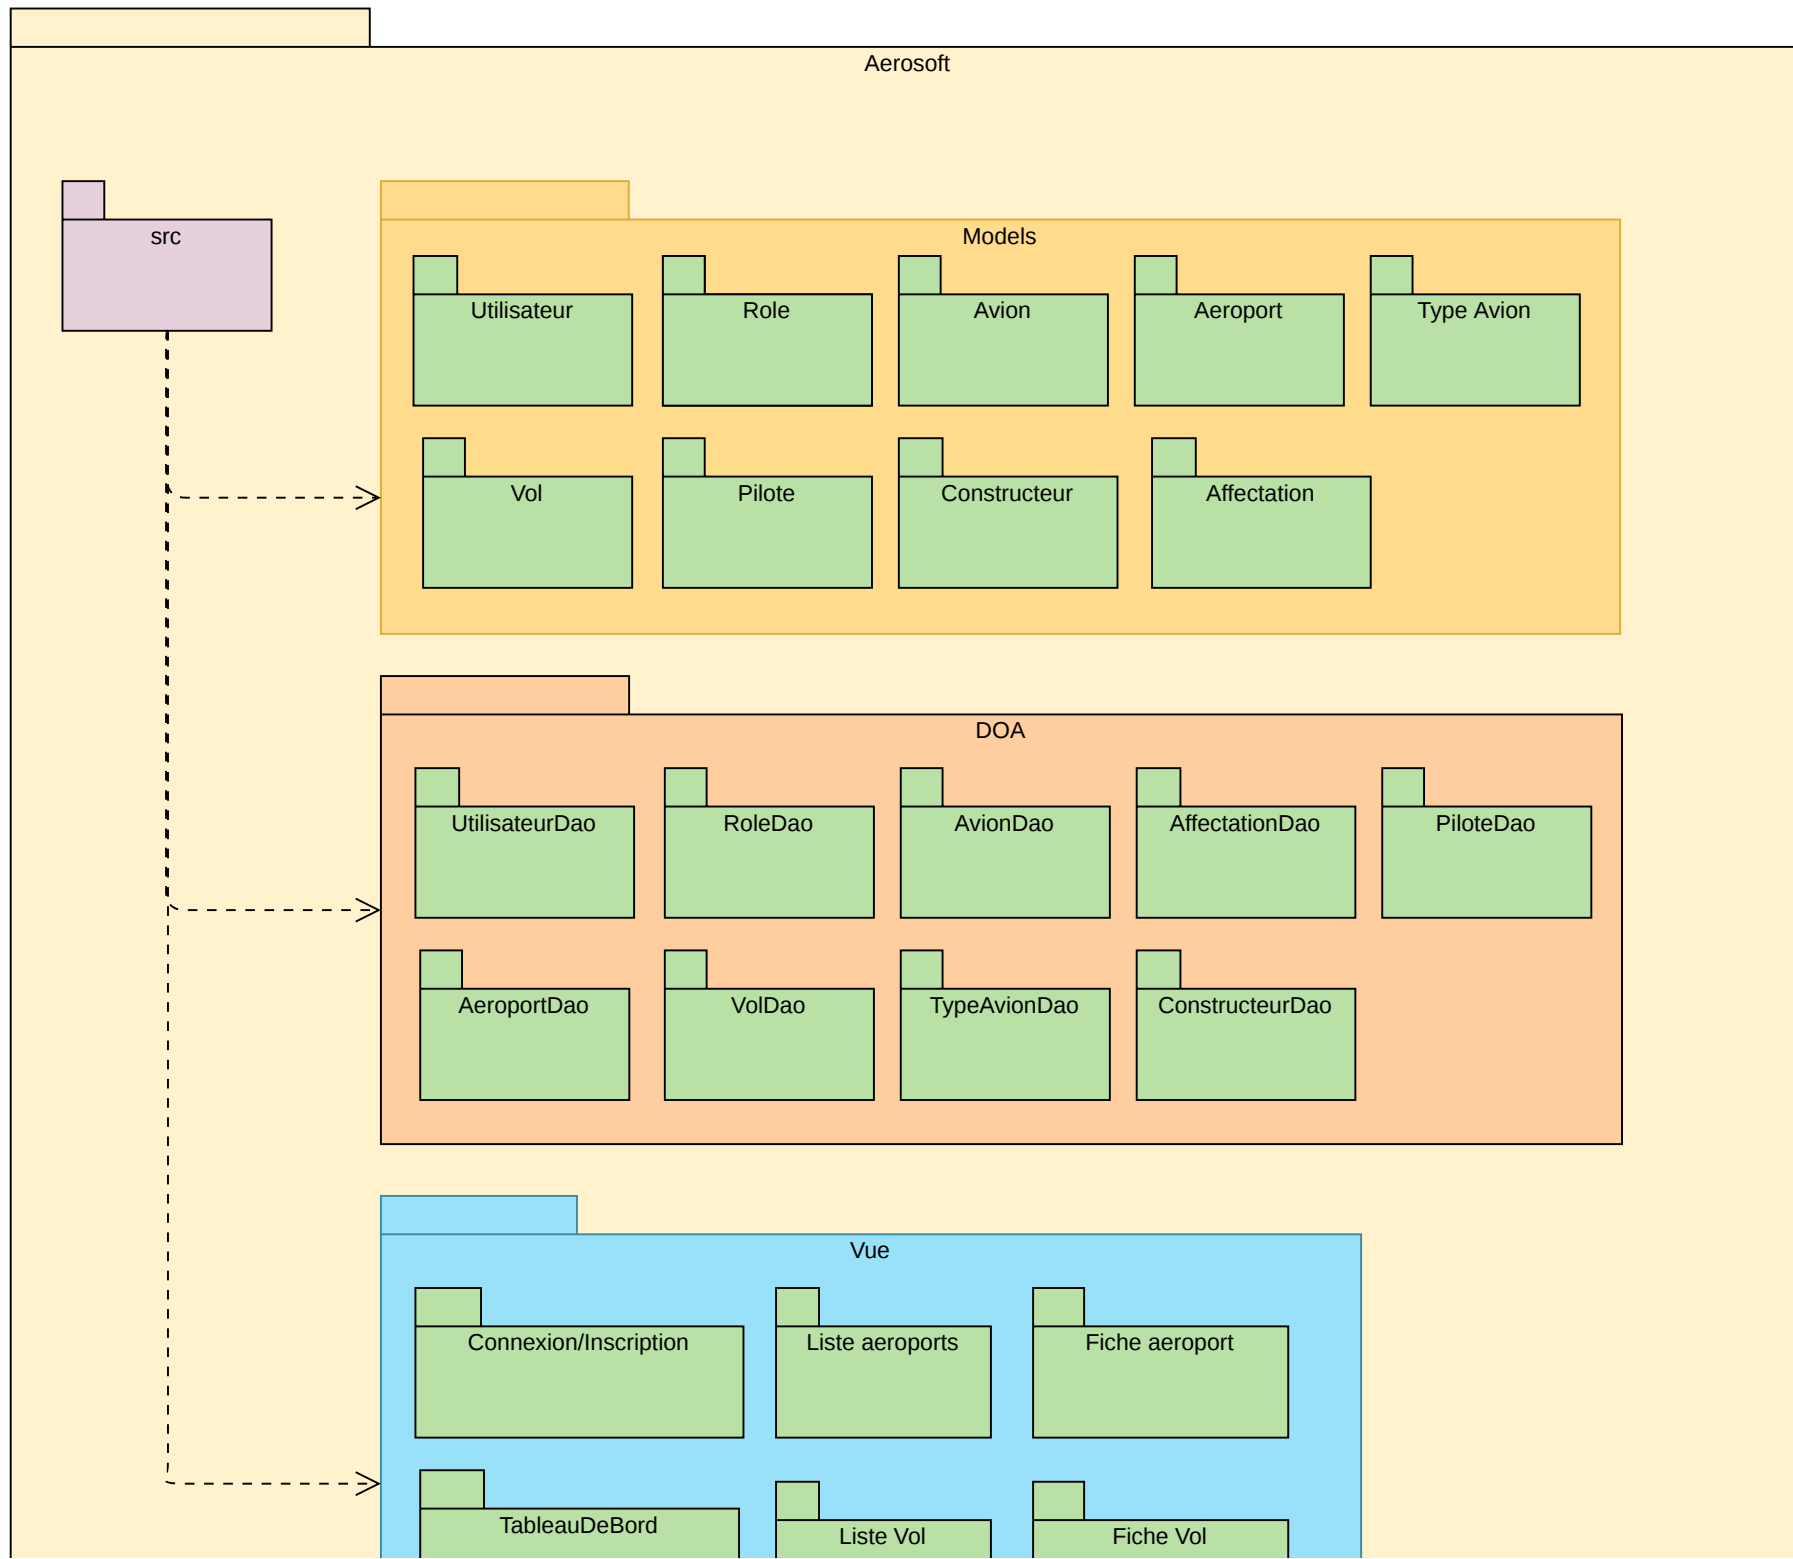 Aerosoft
src
Models
Utilisateur
Role
Avion
Aeroport
Type Avion
Vol
Pilote
Constructeur
Affectation
DOA
UtilisateurDao
RoleDao
AvionDao
AffectationDao
PiloteDao
AeroportDao
VolDao
TypeAvionDao
ConstructeurDao
Vue
Connexion/Inscription
Liste aeroports
Fiche aeroport
TableauDeBord
Liste Vol
Fiche Vol